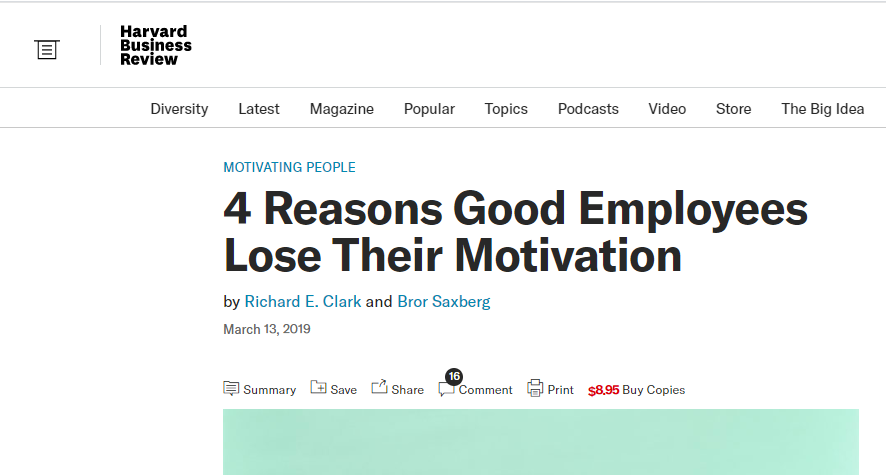 Harvard
Business
Review
Diversity Latest Magazine Popular Topics Podcasts Video Store The Big Idea
MOTIVATING PEOPLE
4 Reasons Good Employees
Lose Their Motivation
by Richard E. Clark and Bror Saxberg
March 13, 2019
Summary Save Share 16 Comment Print $8.95 Buy Copies